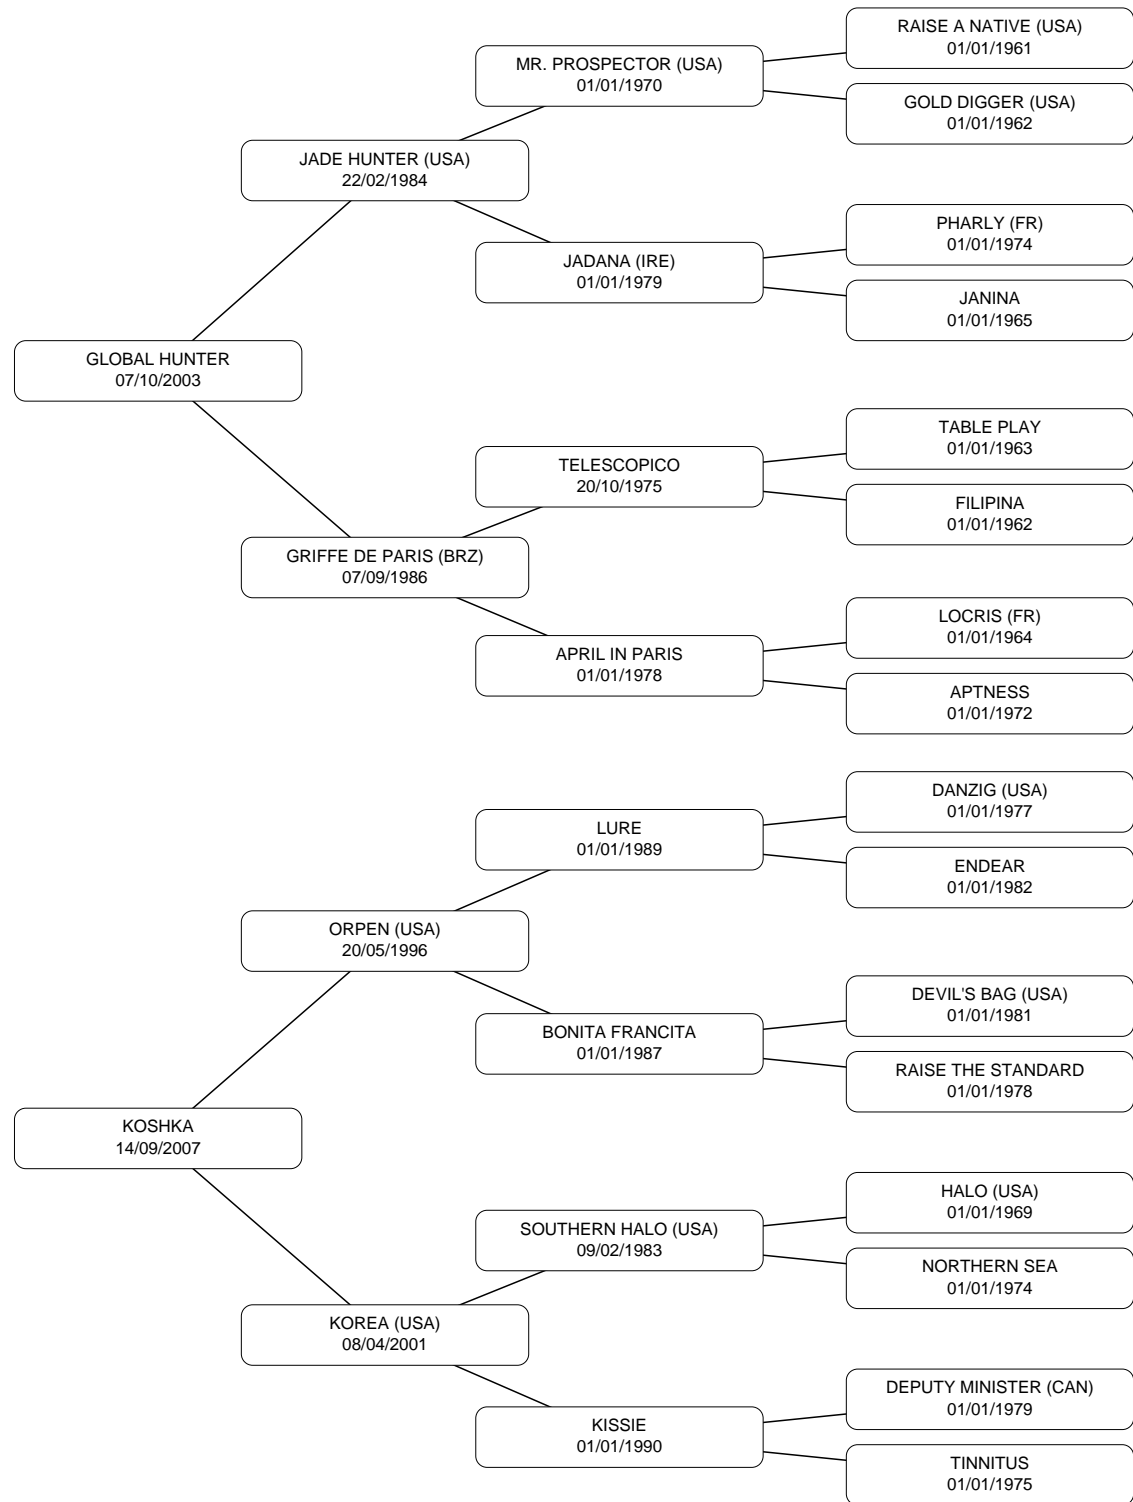 RAISE A NATIVE (USA)
01/01/1961
MR. PROSPECTOR (USA)
01/01/1970
GOLD DIGGER (USA)
01/01/1962
JADE HUNTER (USA)
22/02/1984
PHARLY (FR)
01/01/1974
JADANA (IRE)
01/01/1979
JANINA
01/01/1965
GLOBAL HUNTER
07/10/2003
TABLE PLAY
01/01/1963
TELESCOPICO
20/10/1975
FILIPINA
01/01/1962
GRIFFE DE PARIS (BRZ)
07/09/1986
LOCRIS (FR)
01/01/1964
APRIL IN PARIS
01/01/1978
APTNESS
01/01/1972
DANZIG (USA)
01/01/1977
LURE
01/01/1989
ENDEAR
01/01/1982
ORPEN (USA)
20/05/1996
DEVIL'S BAG (USA)
01/01/1981
BONITA FRANCITA
01/01/1987
RAISE THE STANDARD
01/01/1978
KOSHKA
14/09/2007
HALO (USA)
01/01/1969
SOUTHERN HALO (USA)
09/02/1983
NORTHERN SEA
01/01/1974
KOREA (USA)
08/04/2001
DEPUTY MINISTER (CAN)
01/01/1979
KISSIE
01/01/1990
TINNITUS
01/01/1975